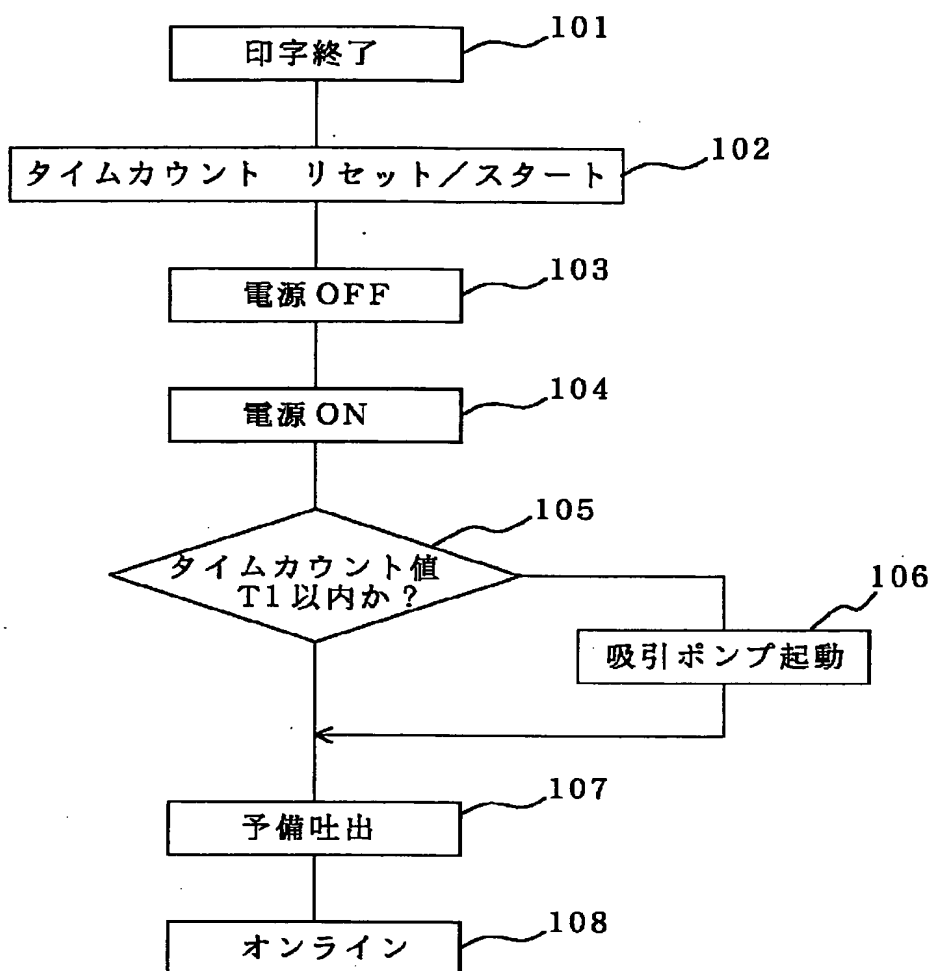 101
印字終了
102
タイムカウント　リセット／スタート
103
電源OFF
104
電源ON
105
タイムカウント値
T1以内か？
106
吸引ポンプ起動
107
予備吐出
108
オンライン